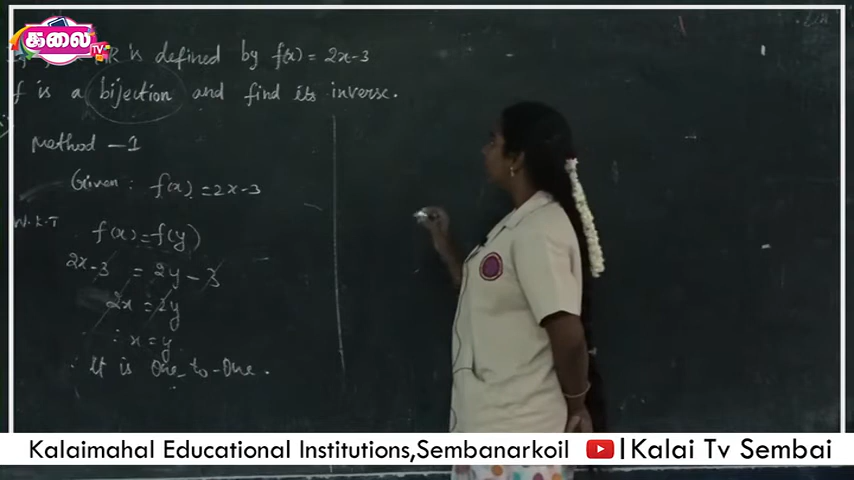 கலை TV
R is defined by f(x) = 2x-3
f is a bijection and find its inverse.
Method - 1
Given : f(x) = 2x-3
W.K.T
f(x) = f(y)
2x-3 = 2y-3
2x = 2y
∴ x = y
∴ It is One-to-One.
Kalaimahal Educational Institutions,Sembanarkoil
|Kalai Tv Sembai